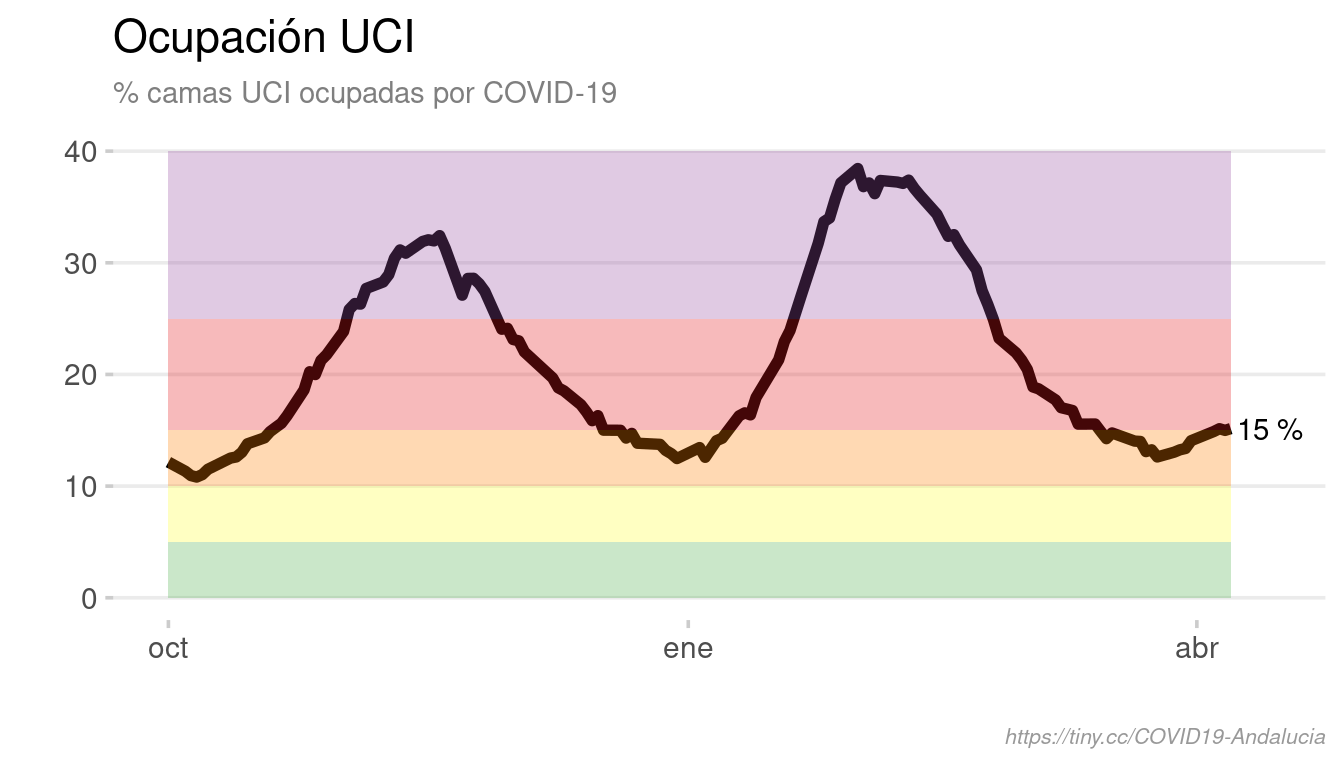 Ocupación UCI
% camas UCI ocupadas por COVID-19
40
30
20
10
0
15 %
oct ene abr
https://tiny.cc/COVID19-Andalucia